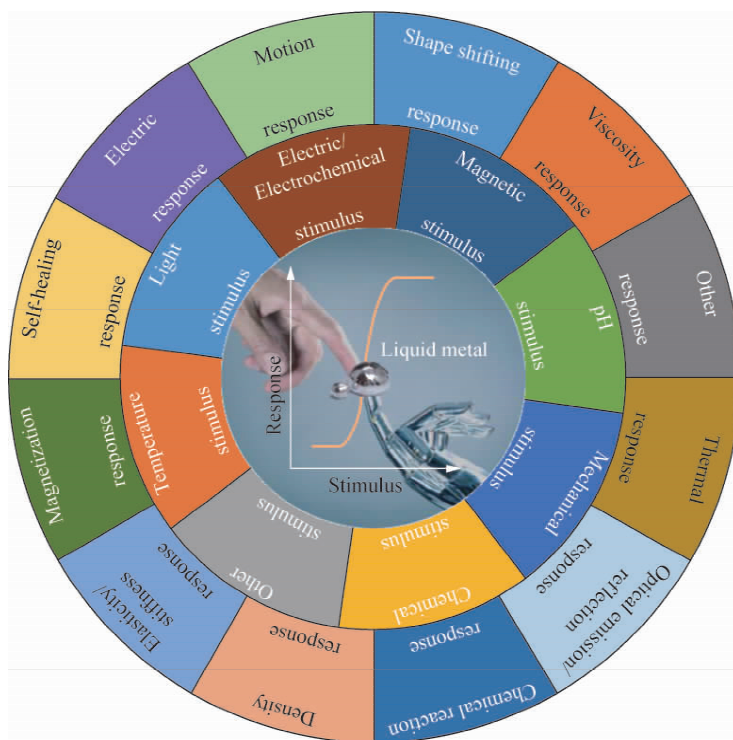 Motion
response
Shape shifting
response
Viscosity
response
Other
response
Thermal
response
Optical emission/
reflection
response
Chemical reaction
response
Density
response
Elasticity/
stiffness
response
Magnetization
response
Self-healing
response
Electric
response
Electric/
Electrochemical
stimulus
Magnetic
stimulus
pH
stimulus
Mechanical
stimulus
Chemical
stimulus
Other
stimulus
Temperature
stimulus
Light
stimulus
Response
Liquid metal
Stimulus